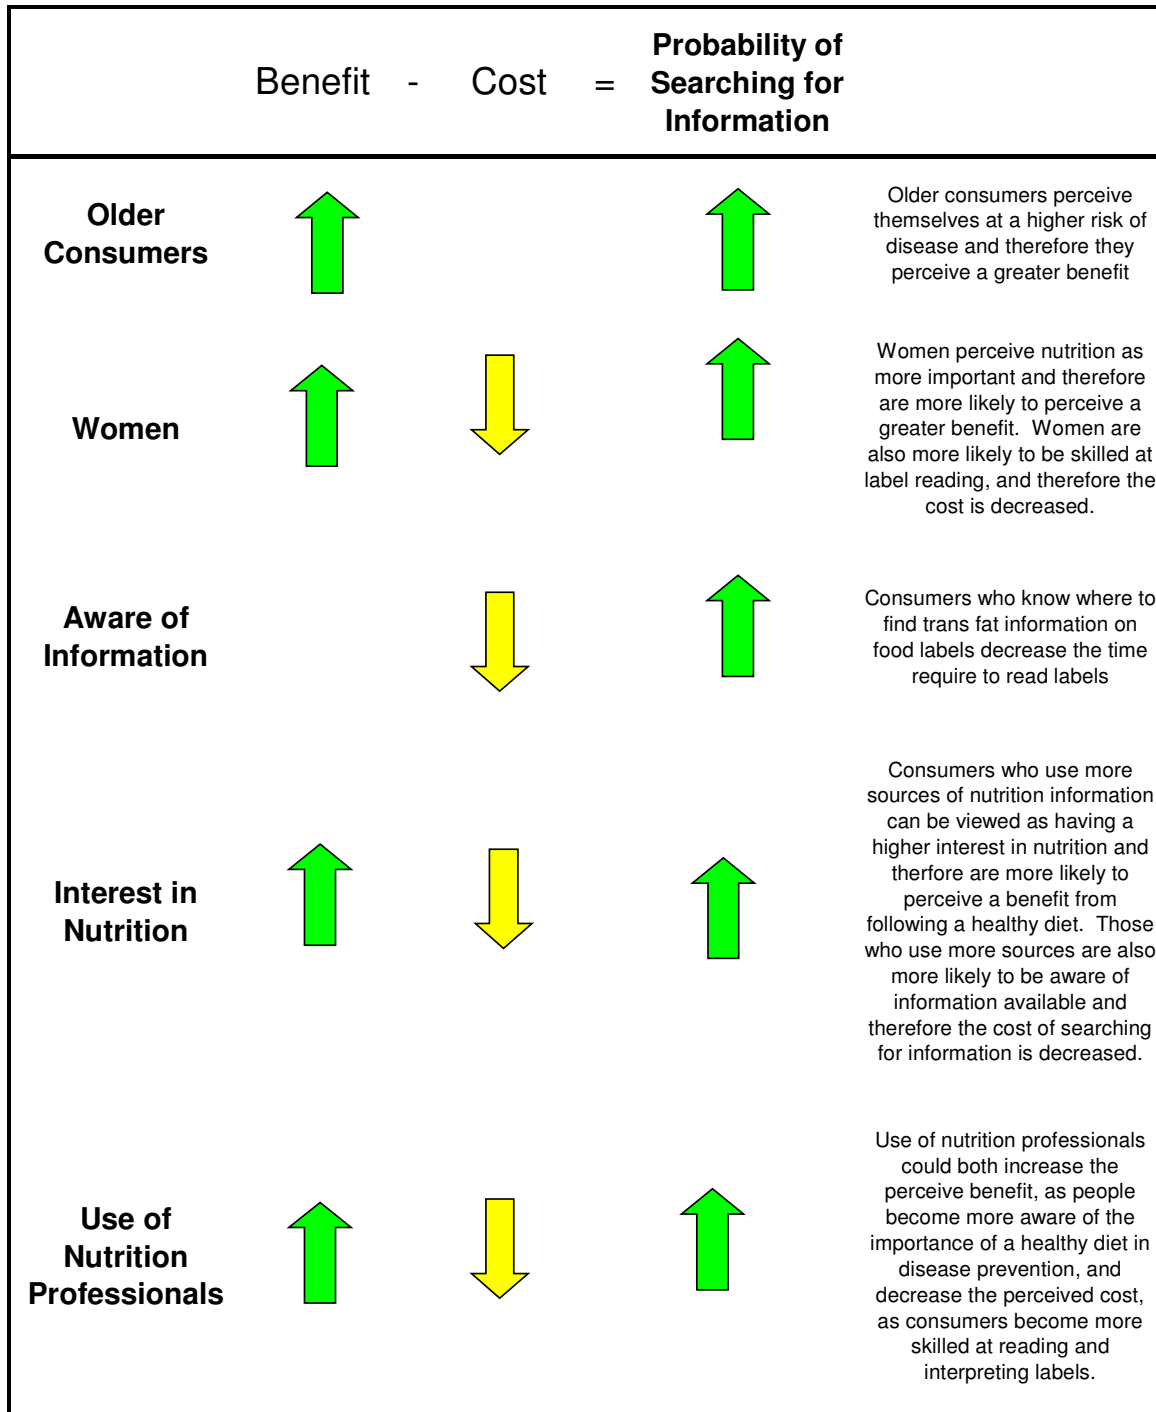 Benefit - Cost = Probability of
Searching for
Information
Older
Consumers
Older consumers perceive
themselves at a higher risk of
disease and therefore they
perceive a greater benefit
Women
Women perceive nutrition as
more important and therefore
are more likely to perceive a
greater benefit.  Women are
also more likely to be skilled at
label reading, and therefore the
cost is decreased.
Aware of
Information
Consumers who know where to
find trans fat information on
food labels decrease the time
require to read labels
Interest in
Nutrition
Consumers who use more
sources of nutrition information
can be viewed as having a
higher interest in nutrition and
therfore are more likely to
perceive a benefit from
following a healthy diet.  Those
who use more sources are also
more likely to be aware of
information available and
therefore the cost of searching
for information is decreased.
Use of
Nutrition
Professionals
Use of nutrition professionals
could both increase the
perceive benefit, as people
become more aware of the
importance of a healthy diet in
disease prevention, and
decrease the perceived cost,
as consumers become more
skilled at reading and
interpreting labels.